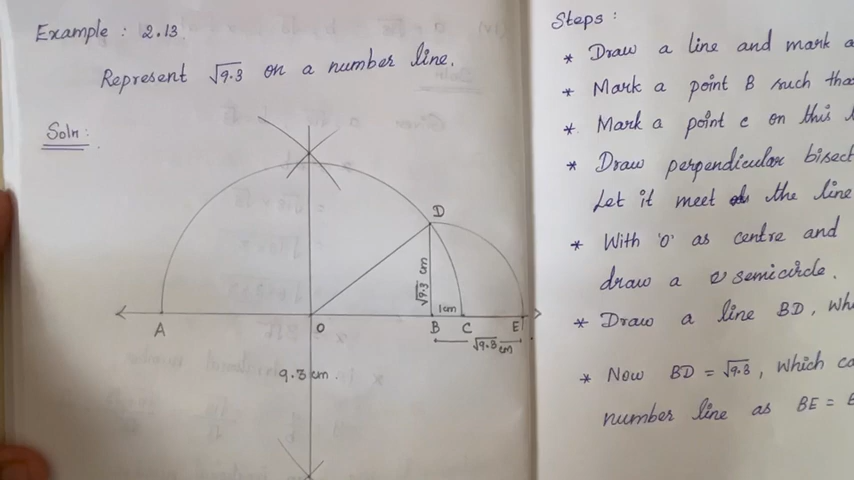 Example : 2.13.
Represent √9.3 on a number line.
Soln:
D
√9.3 cm
1cm
A
O
B
C
E
√9.3 cm
9.3 cm.
Steps :
* Draw a line and mark a
* Mark a point B such tha
* Mark a point c on this
* Draw perpendicular bisect
Let it meet the line
* With 'O' as centre and
draw a semicircle.
* Draw a line BD, whi
* Now BD = √9.3, which ca
number line as BE =